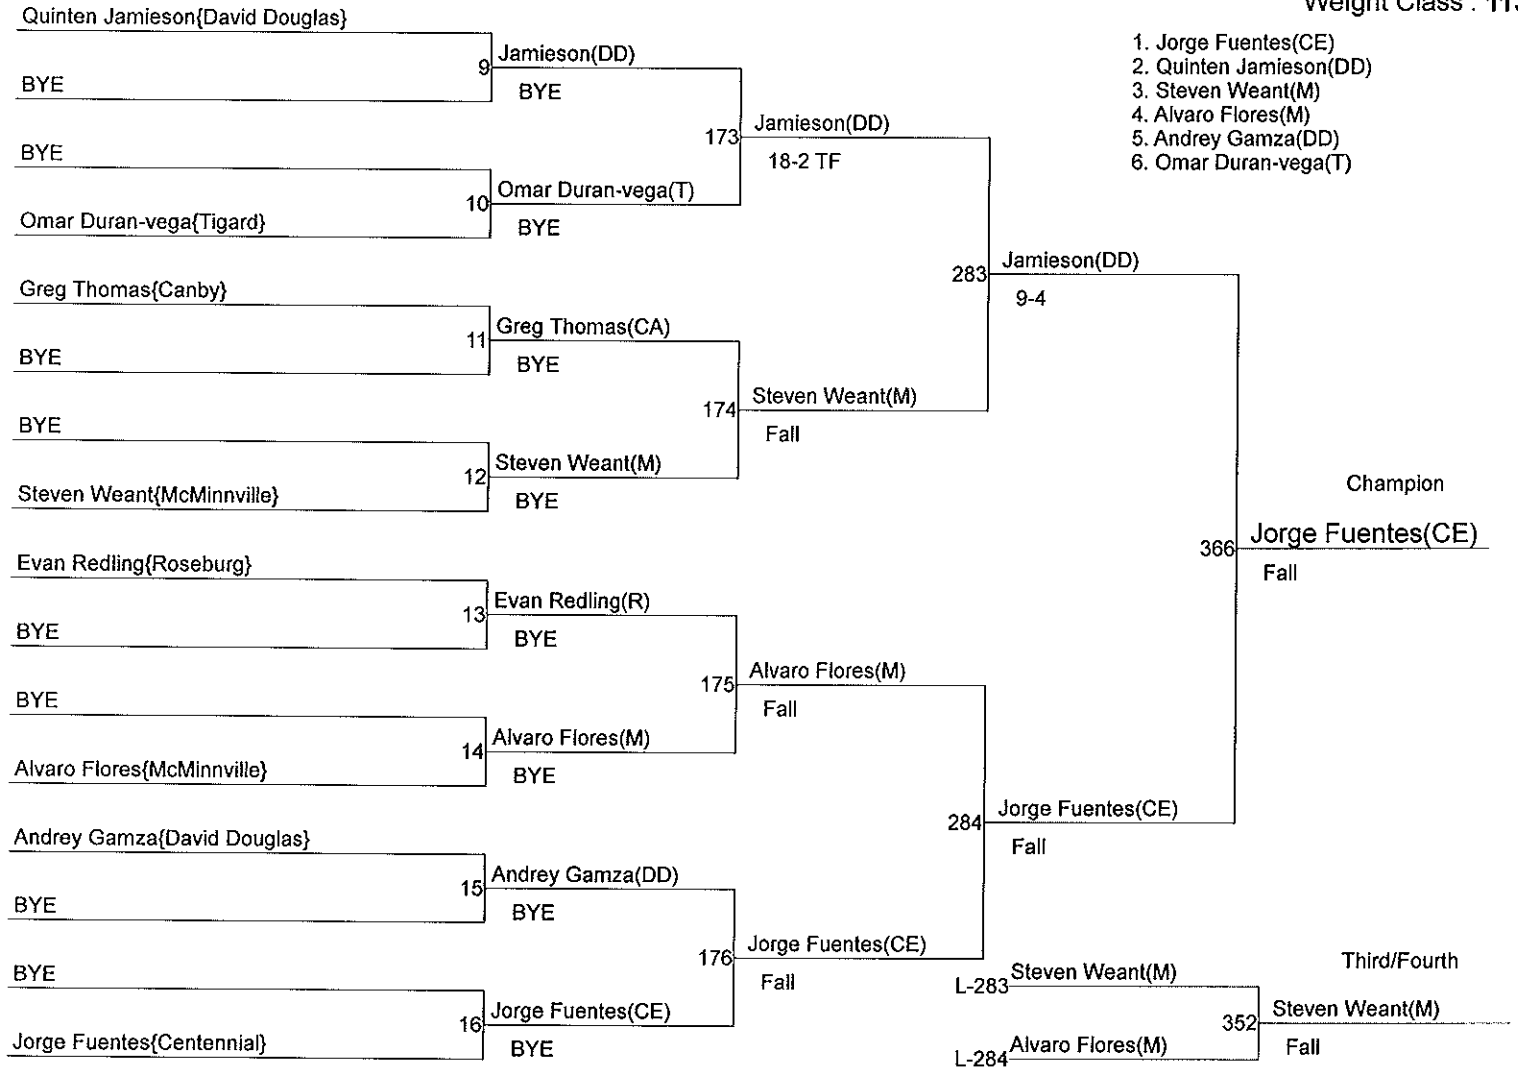 Weight Class : 113
1. Jorge Fuentes(CE)
2. Quinten Jamieson(DD)
3. Steven Weant(M)
4. Alvaro Flores(M)
5. Andrey Gamza(DD)
6. Omar Duran-vega(T)
Quinten Jamieson{David Douglas}
9
Jamieson(DD)
BYE
BYE
173
Jamieson(DD)
18-2 TF
BYE
10
Omar Duran-vega(T)
BYE
Omar Duran-vega{Tigard}
283
Jamieson(DD)
9-4
Greg Thomas{Canby}
11
Greg Thomas(CA)
BYE
BYE
174
Steven Weant(M)
Fall
BYE
12
Steven Weant(M)
BYE
Steven Weant{McMinnville}
Champion
366
Jorge Fuentes(CE)
Fall
Evan Redling{Roseburg}
13
Evan Redling(R)
BYE
BYE
175
Alvaro Flores(M)
Fall
BYE
14
Alvaro Flores(M)
BYE
Alvaro Flores{McMinnville}
284
Jorge Fuentes(CE)
Fall
Andrey Gamza{David Douglas}
15
Andrey Gamza(DD)
BYE
BYE
176
Jorge Fuentes(CE)
Fall
BYE
16
Jorge Fuentes(CE)
BYE
Jorge Fuentes{Centennial}
Third/Fourth
L-283
Steven Weant(M)
352
Steven Weant(M)
Fall
L-284
Alvaro Flores(M)